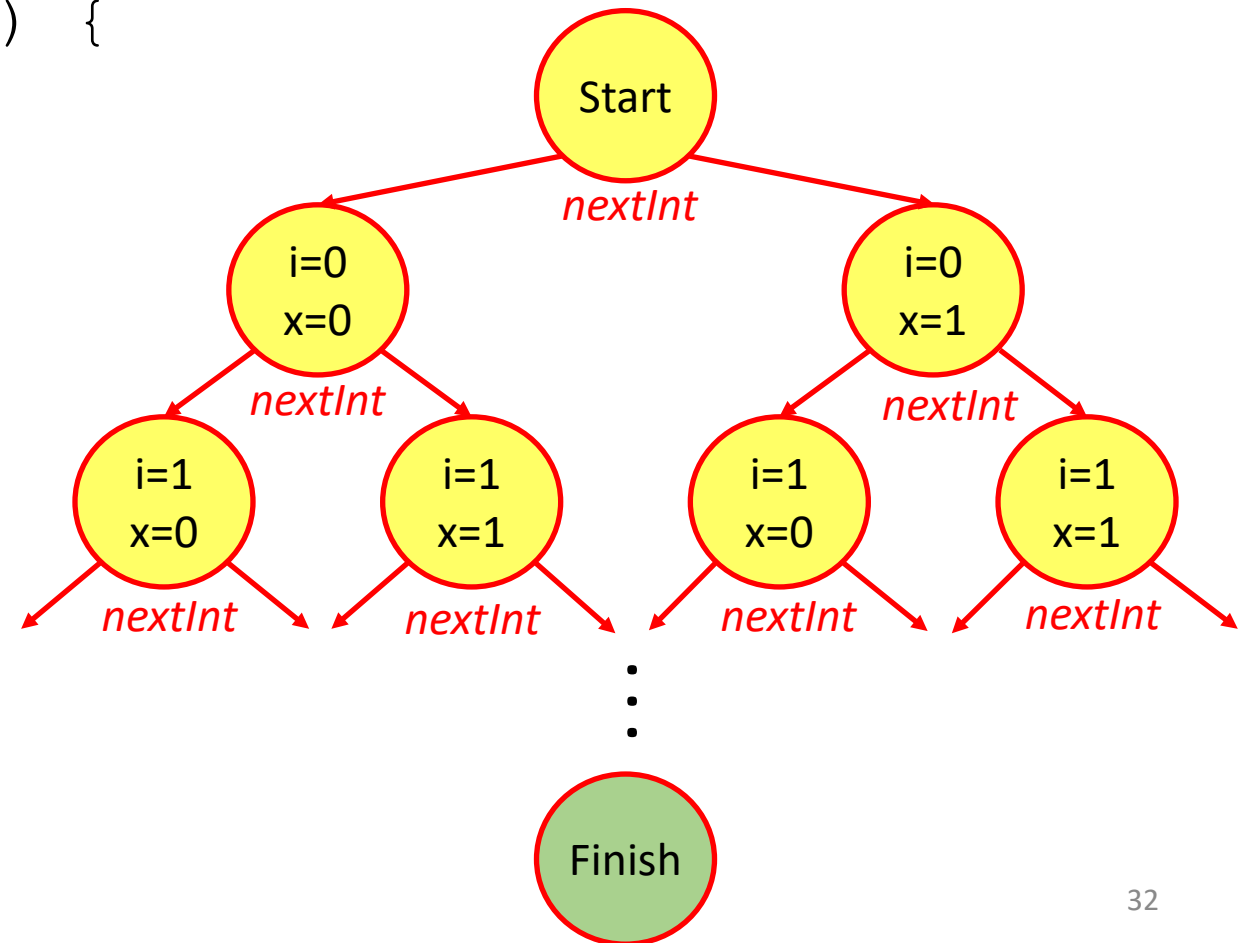 ) {
Start
nextInt
i=0
x=0
i=0
x=1
nextInt
nextInt
i=1
x=0
i=1
x=1
i=1
x=0
i=1
x=1
nextInt
nextInt
nextInt
nextInt
Finish
32